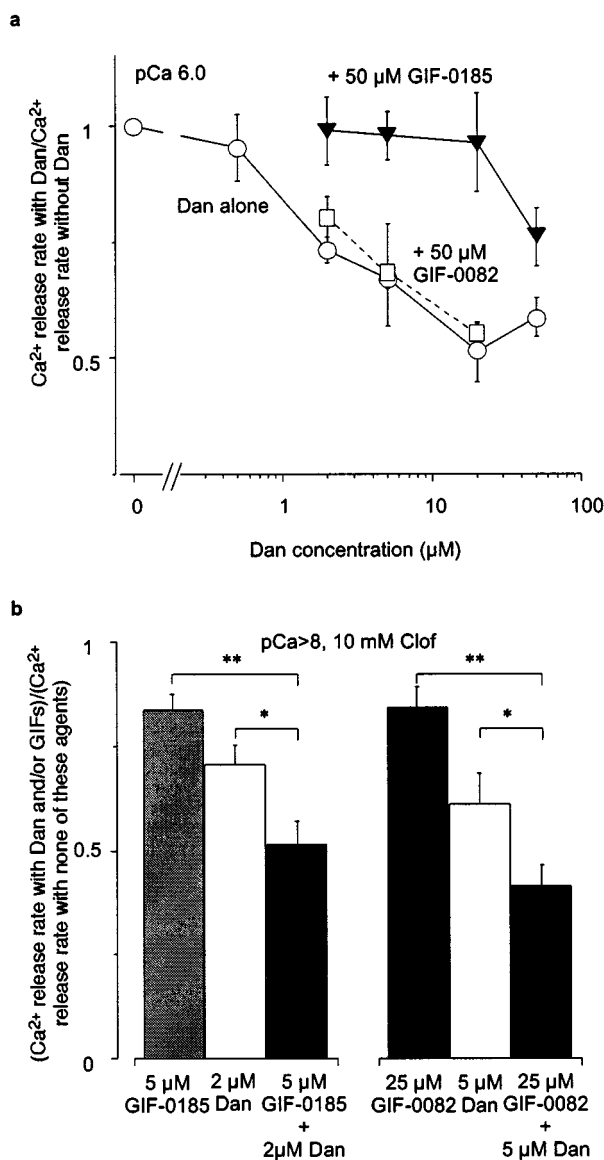 a
pCa 6.0
+ 50 µM GIF-0185
Dan alone
+ 50 µM
GIF-0082
Ca²⁺ release rate with Dan/Ca²⁺
release rate without Dan
1
0.5
0
1
10
100
Dan concentration (µM)
b
pCa>8, 10 mM Clof
**
*
**
*
(Ca²⁺ release rate with Dan and/or GIFs)/(Ca²⁺
release rate with none of these agents)
1
0.5
0
5 µM
GIF-0185
2 µM
Dan
5 µM
GIF-0185
+
2µM Dan
25 µM
GIF-0082
5 µM
Dan
25 µM
GIF-0082
+
5 µM Dan